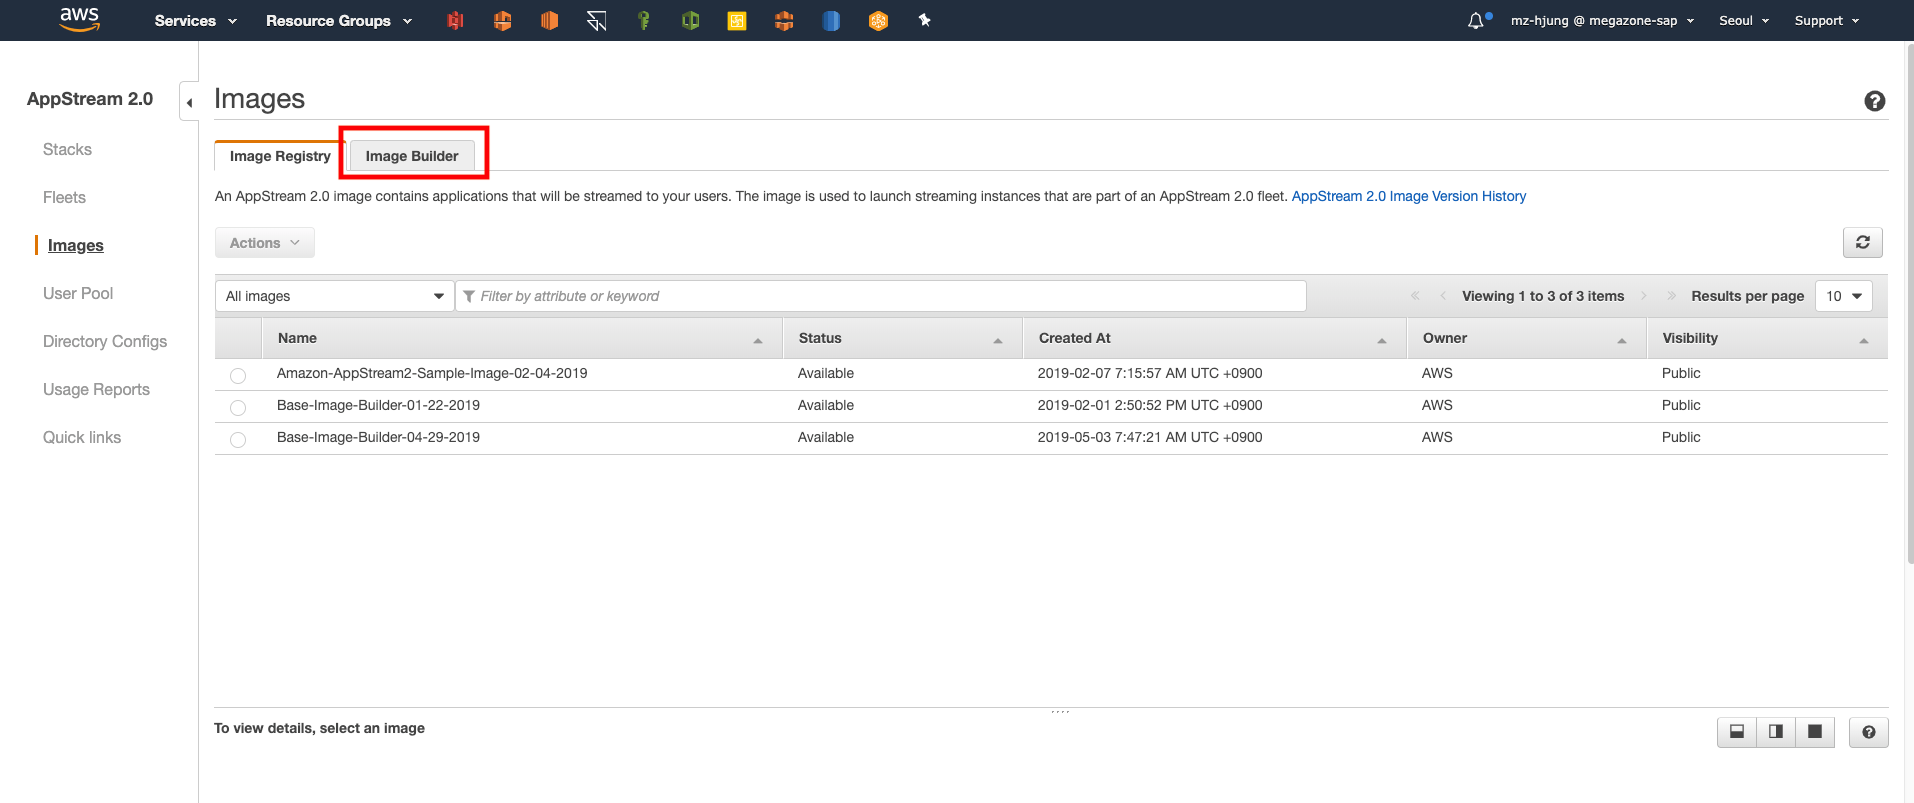 aws Services Resource Groups mz-hjung @ megazone-sap Seoul Support
AppStream 2.0
Stacks
Fleets
Images
User Pool
Directory Configs
Usage Reports
Quick links
Images
Image Registry Image Builder
An AppStream 2.0 image contains applications that will be streamed to your users. The image is used to launch streaming instances that are part of an AppStream 2.0 fleet. AppStream 2.0 Image Version History
Actions
All images Filter by attribute or keyword Viewing 1 to 3 of 3 items Results per page 10
Name Status Created At Owner Visibility
Amazon-AppStream2-Sample-Image-02-04-2019 Available 2019-02-07 7:15:57 AM UTC +0900 AWS Public
Base-Image-Builder-01-22-2019 Available 2019-02-01 2:50:52 PM UTC +0900 AWS Public
Base-Image-Builder-04-29-2019 Available 2019-05-03 7:47:21 AM UTC +0900 AWS Public
To view details, select an image